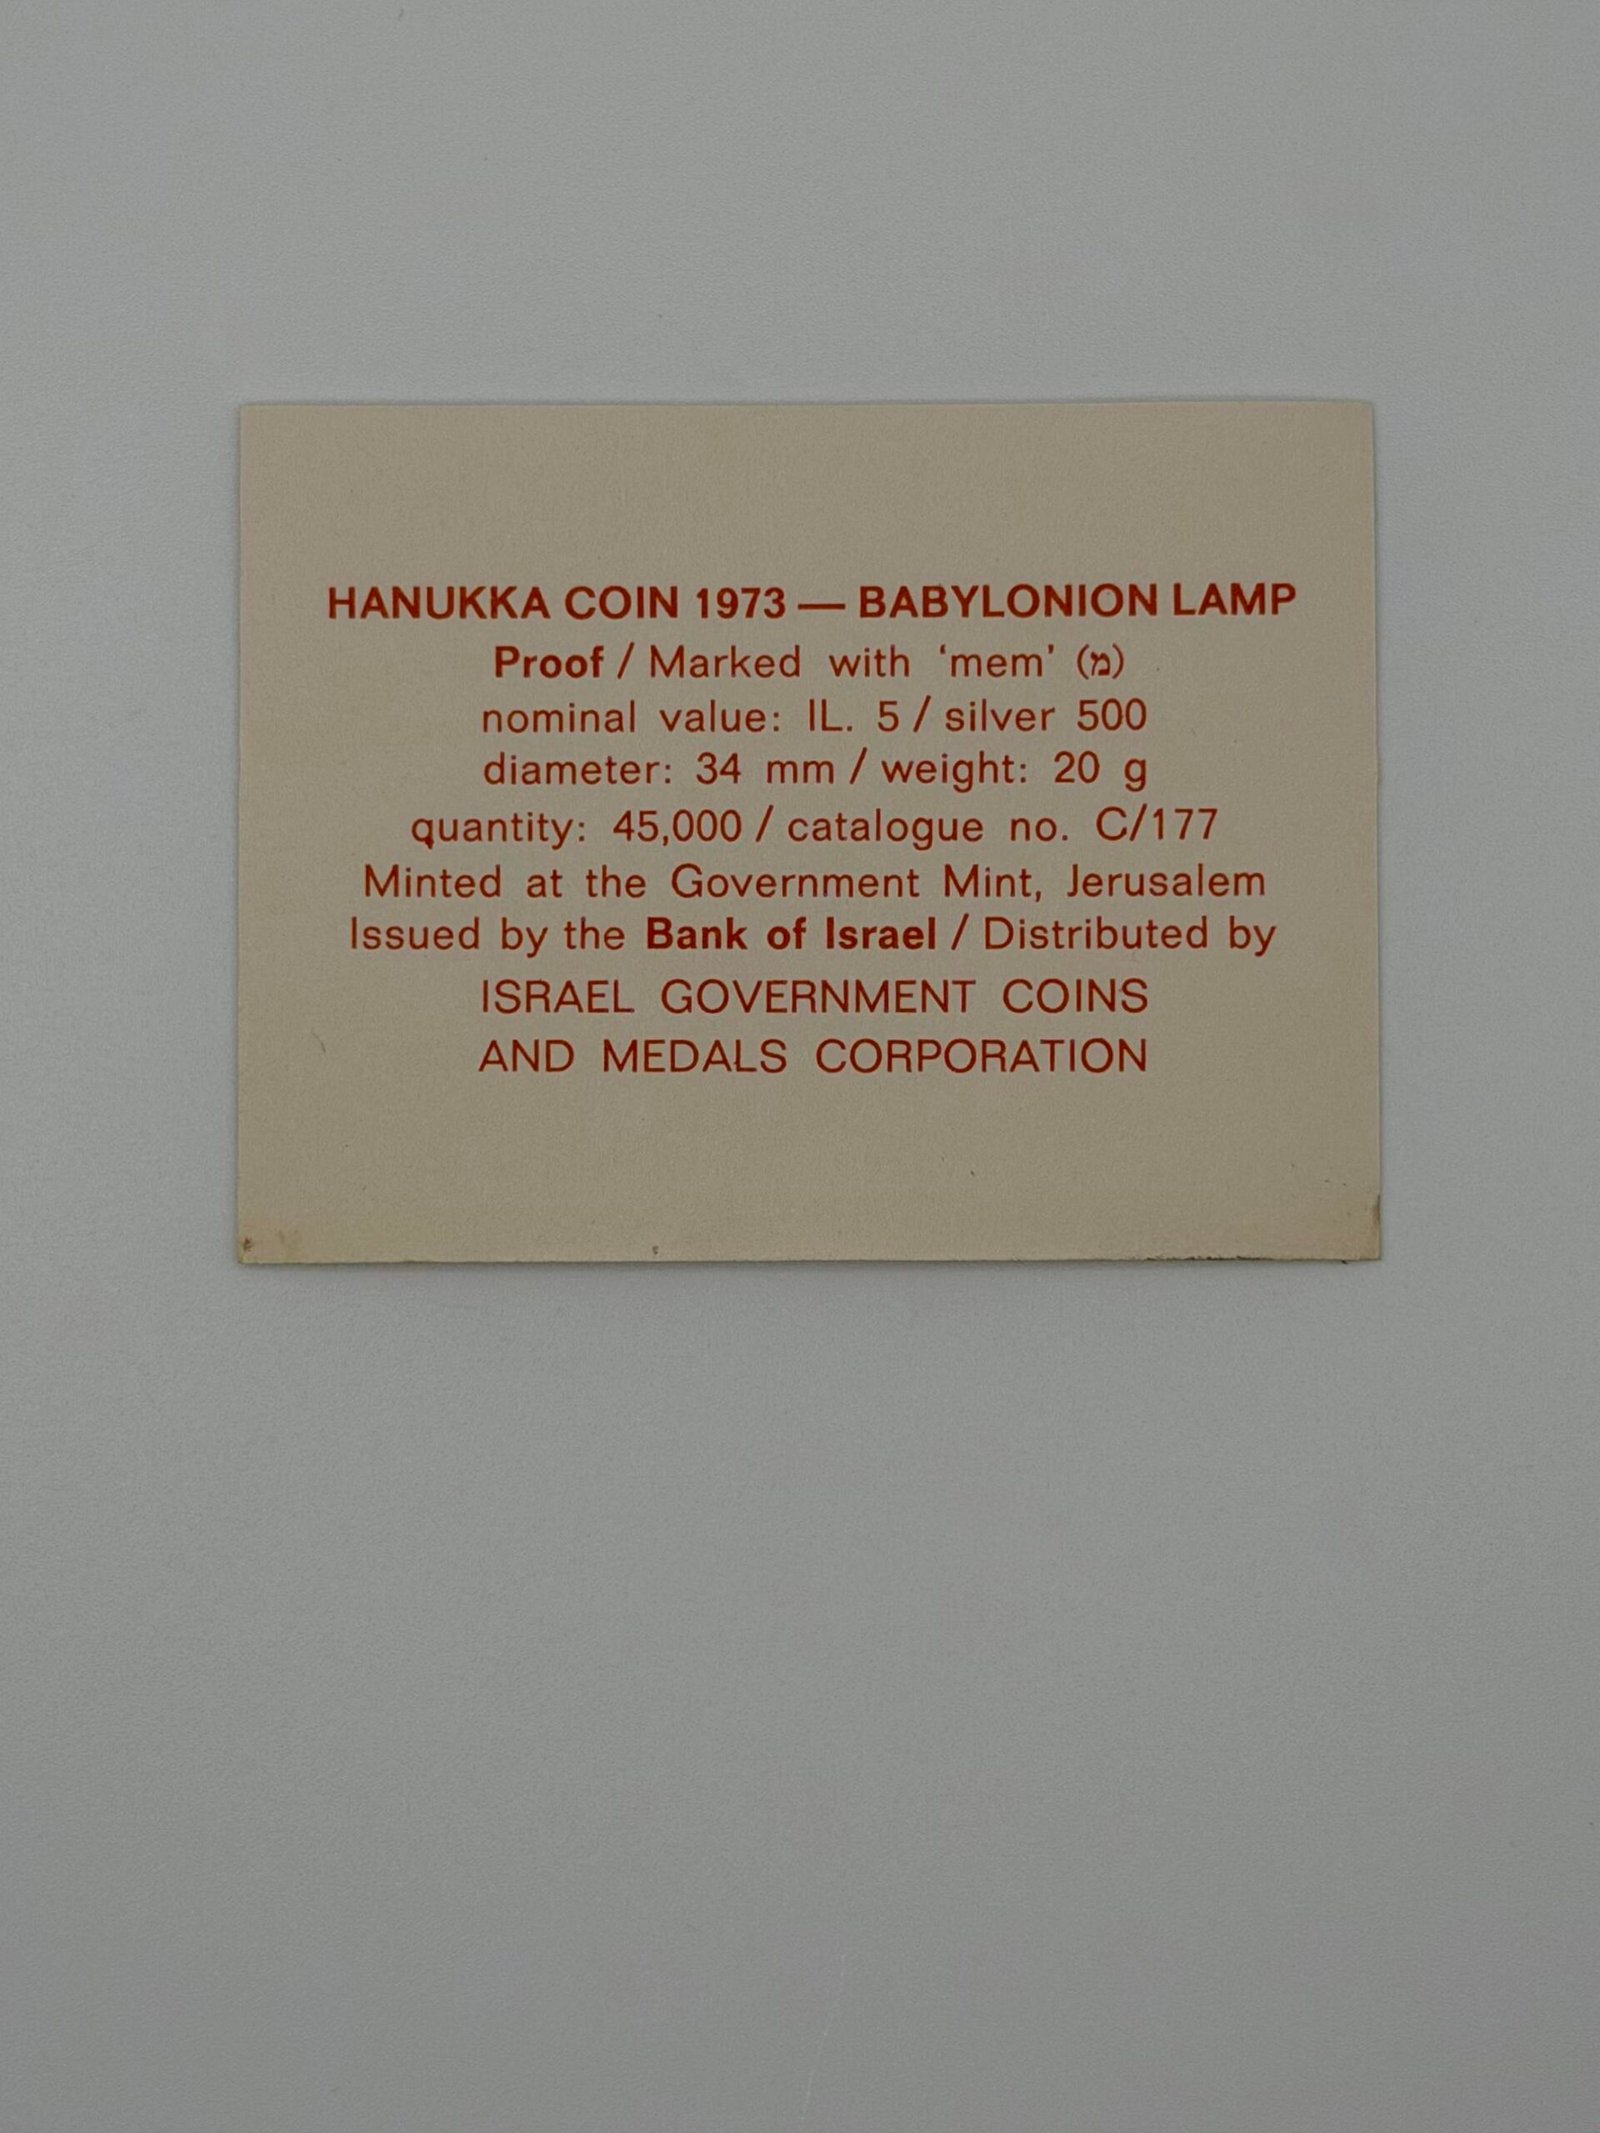 HANUKKA COIN 1973 — BABYLONION LAMP
Proof / Marked with ‘mem’ (מ)
nominal value: IL. 5 / silver 500
diameter: 34 mm / weight: 20 g
quantity: 45,000 / catalogue no. C/177
Minted at the Government Mint, Jerusalem
Issued by the Bank of Israel / Distributed by
ISRAEL GOVERNMENT COINS
AND MEDALS CORPORATION